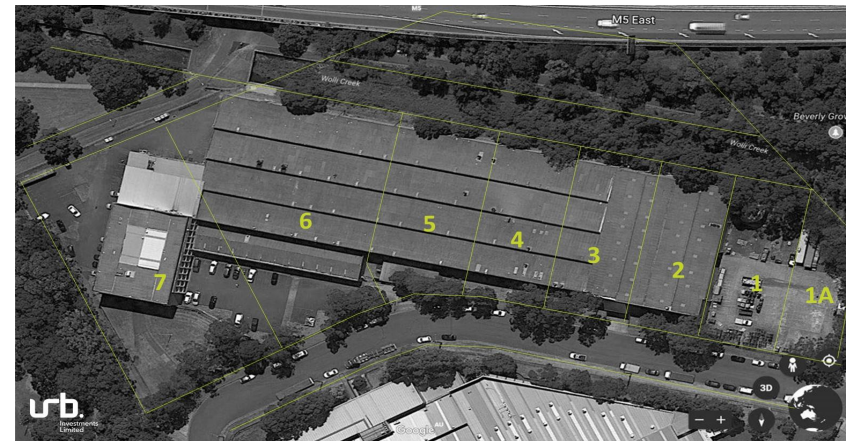 M5
M5 East
Wolli Creek
Beverly Grov
Wolli Creek
6
5
4
3
2
1
1A
7
3D
urb.
Investments
Limited
Google
AU